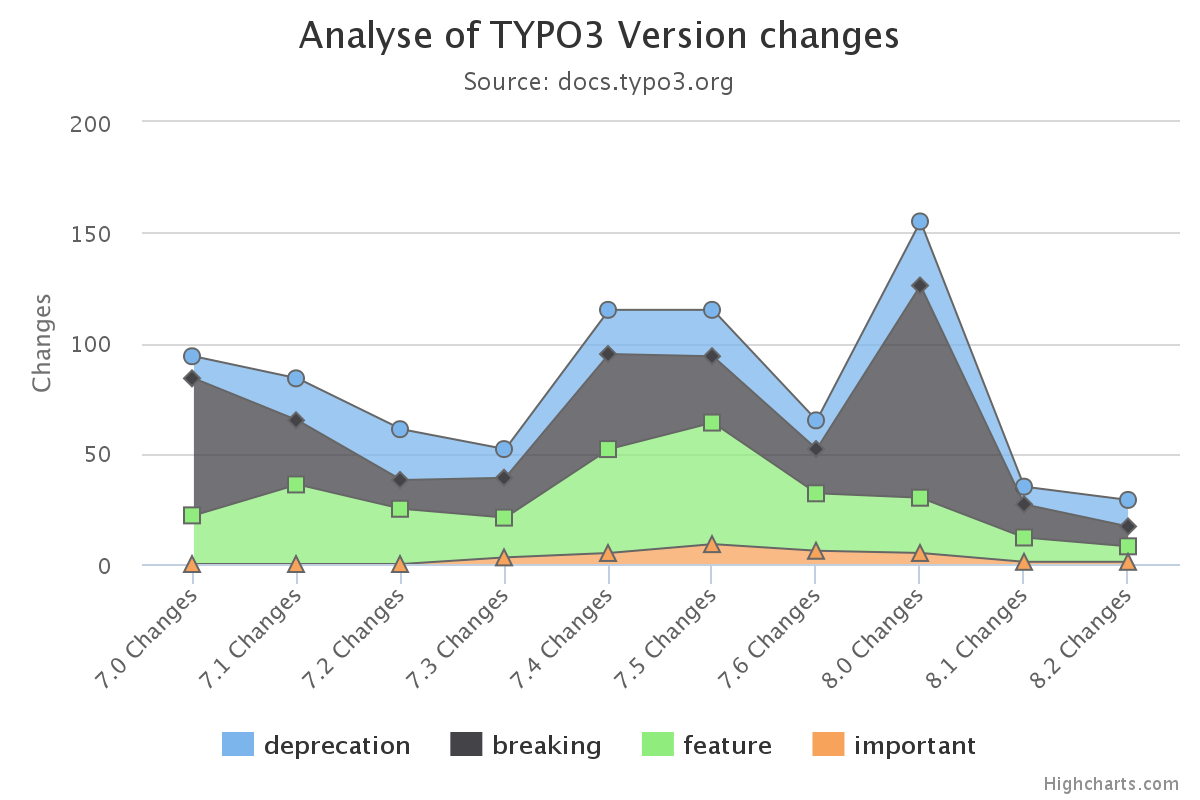 Analyse of TYPO3 Version changes
Source: docs.typo3.org
200
150
100
50
0
Changes
7.0 Changes
7.1 Changes
7.2 Changes
7.3 Changes
7.4 Changes
7.5 Changes
7.6 Changes
8.0 Changes
8.1 Changes
8.2 Changes
deprecation breaking feature important
Highcharts.com